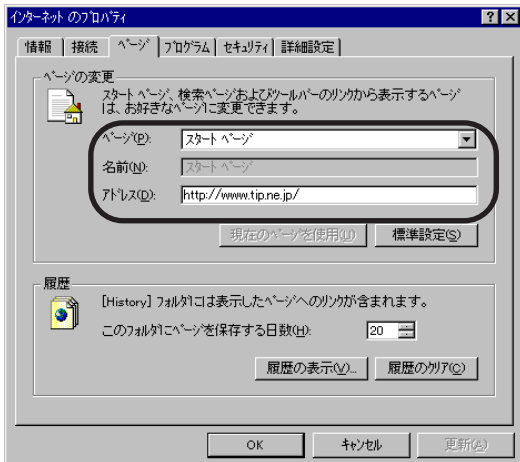 インターネット のプロパティ
情報 接続 ページ プログラム セキュリティ 詳細設定
ページの変更
スタート ページ、検索ページおよびツールバーのリンクから表示するページ
は、お好きなページに変更できます。
ページ(P): スタート ページ
名前(N): スタート ページ
アドレス(D): http://www.tip.ne.jp/
現在のページを使用(U) 標準設定(S)
履歴
[History] フォルダには表示したページへのリンクが含まれます。
このフォルダにページを保存する日数(H): 20
履歴の表示(V)... 履歴のクリア(C)
OK キャンセル 更新(A)